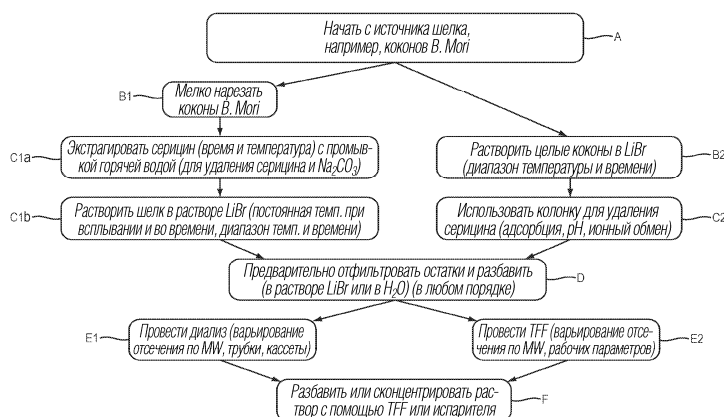 Начать с источника шелка,
например, коконов B. Mori
A
B1
Мелко нарезать
коконы B. Mori
C1a
Экстрагировать серицин (время и температура) с промыв-
кой горячей водой (для удаления серицина и Na₂CO₃)
Растворить целые коконы в LiBr
(диапазон температуры и времени)
B2
C1b
Растворить шелк в растворе LiBr (постоянная темп. при
всплывании и во времени, диапазон темп. и времени)
Использовать колонку для удаления
серицина (адсорбция, pH, ионный обмен)
C2
Предварительно отфильтровать остатки и разбавить
(в растворе LiBr или в H₂O) (в любом порядке)
D
E1
Провести диализ (варьирование
отсечения по MW, трубки, кассеты)
Провести TFF (варьирование отсе-
чения по MW, рабочих параметров)
E2
Разбавить или сконцентрировать рас-
твор с помощью TFF или испарителя
F